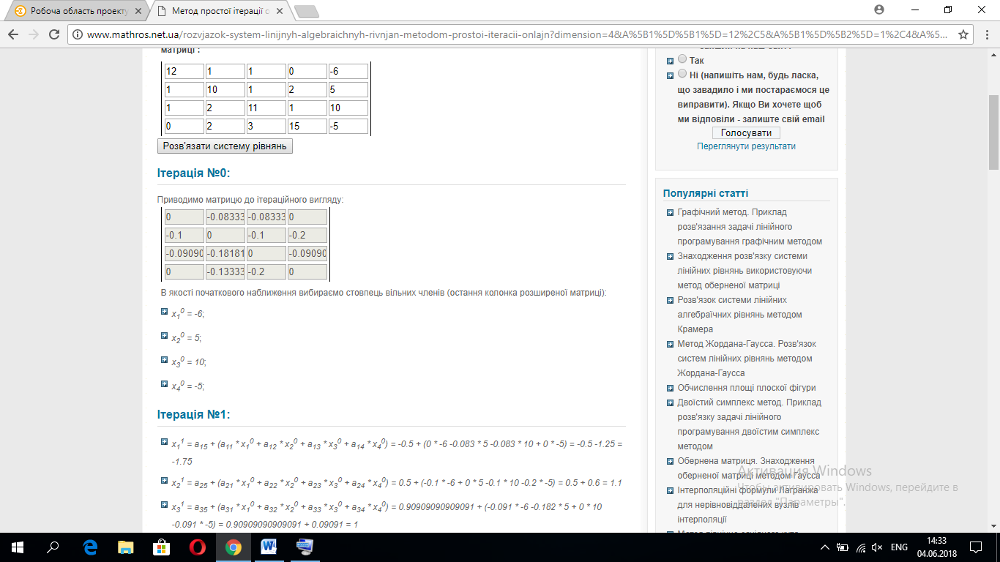 Робоча область проекту
Метод простої ітерації о
www.mathros.net.ua/rozvjazok-system-linijnyh-algebraichnyh-rivnjan-metodom-prostoi-iteracii-onlajn?dimension=4&A%5B1%5D%5B1%5D=12%2C5&A%5B1%5D%5B2%5D=1%2C4&A%5...
матриці :
12 1 1 0 -6
1 10 1 2 5
1 2 11 1 10
0 2 3 15 -5
Розв'язати систему рівнянь
Ітерація №0:
Приводимо матрицю до ітераційного вигляду:
0 -0.08333 -0.08333 0
-0.1 0 -0.1 -0.2
-0.09090 -0.18181 0 -0.09090
0 -0.13333 -0.2 0
В якості початкового наближення вибираємо стовпець вільних членів (остання колонка розширеної матриці):
x₁⁰ = -6;
x₂⁰ = 5;
x₃⁰ = 10;
x₄⁰ = -5;
Ітерація №1:
x₁¹ = a₁₅ + (a₁₁ * x₁⁰ + a₁₂ * x₂⁰ + a₁₃ * x₃⁰ + a₁₄ * x₄⁰) = -0.5 + (0 * -6 -0.083 * 5 -0.083 * 10 + 0 * -5) = -0.5 -1.25 =
-1.75
x₂¹ = a₂₅ + (a₂₁ * x₁⁰ + a₂₂ * x₂⁰ + a₂₃ * x₃⁰ + a₂₄ * x₄⁰) = 0.5 + (-0.1 * -6 + 0 * 5 -0.1 * 10 -0.2 * -5) = 0.5 + 0.6 = 1.1
x₃¹ = a₃₅ + (a₃₁ * x₁⁰ + a₃₂ * x₂⁰ + a₃₃ * x₃⁰ + a₃₄ * x₄⁰) = 0.90909090909091 + (-0.091 * -6 -0.182 * 5 + 0 * 10
-0.091 * -5) = 0.90909090909091 + 0.09091 = 1
Так
Ні (напишіть нам, будь ласка,
що завадило і ми постараємося це
виправити). Якщо Ви хочете щоб
ми відповіли - залиште свій email
Голосувати
Переглянути результати
Популярні статті
Графічний метод. Приклад
розв'язання задачі лінійного
програмування графічним методом
Знаходження розв'язку системи
лінійних рівнянь використовуючи
метод оберненої матриці
Розв'язок системи лінійних
алгебраїчних рівнянь методом
Крамера
Метод Жордана-Гаусса. Розв'язок
систем лінійних рівнянь методом
Жордана-Гаусса
Обчислення площі плоскої фігури
Двоїстий симплекс метод. Приклад
розв'язку задачі лінійного
програмування двоїстим симплекс
методом
Обернена матриця. Знаходження
оберненої матриці методом Гаусса
Інтерполяційні формули Лагранжа
для нерівновіддалених вузлів
інтерполяції
Активация Windows
Чтобы активировать Windows, перейдите в
раздел "Параметры".
ENG
14:33
04.06.2018